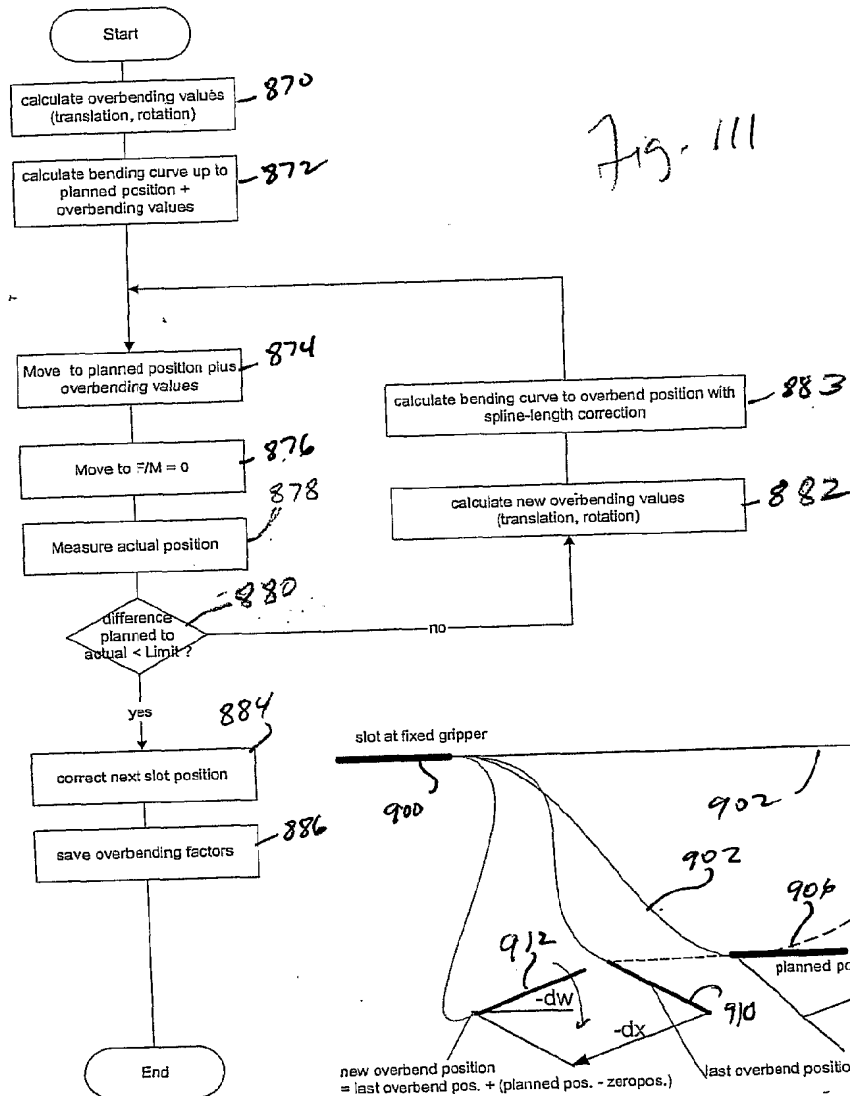 Start
870
calculate overbending values
(translation, rotation)
872
calculate bending curve up to
planned position +
overbending values
Fig. 111
874
Move to planned position plus
overbending values
calculate bending curve to overbend position with
spline-length correction
883
876
Move to F/M = 0
878
calculate new overbending values
(translation, rotation)
882
Measure actual position
880
difference
planned to
actual < Limit ?
no
yes
884
slot at fixed gripper
correct next slot position
900
902
886
save overbending factors
902
906
912
planned po
-dw
-dx
910
End
new overbend position
= last overbend pos. + (planned pos. - zeropos.)
last overbend positio